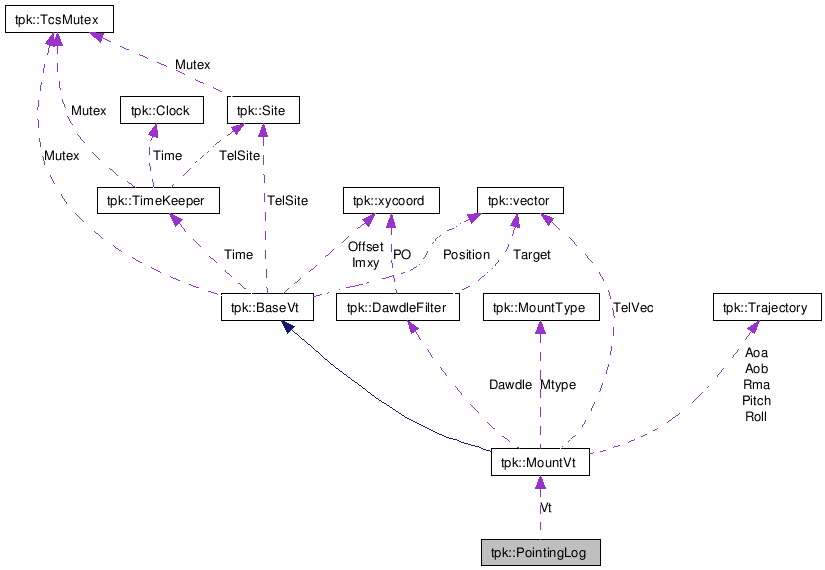 tpk::TcsMutex
Mutex
tpk::Clock
tpk::Site
Mutex
Mutex
Time
TelSite
tpk::TimeKeeper
tpk::xycoord
tpk::vector
TelSite
Time
Offset
Imxy
PO
Position
Target
tpk::BaseVt
tpk::DawdleFilter
tpk::MountType
TelVec
tpk::Trajectory
Dawdle
Mtype
Aoa
Aob
Rma
Pitch
Roll
tpk::MountVt
Vt
tpk::PointingLog